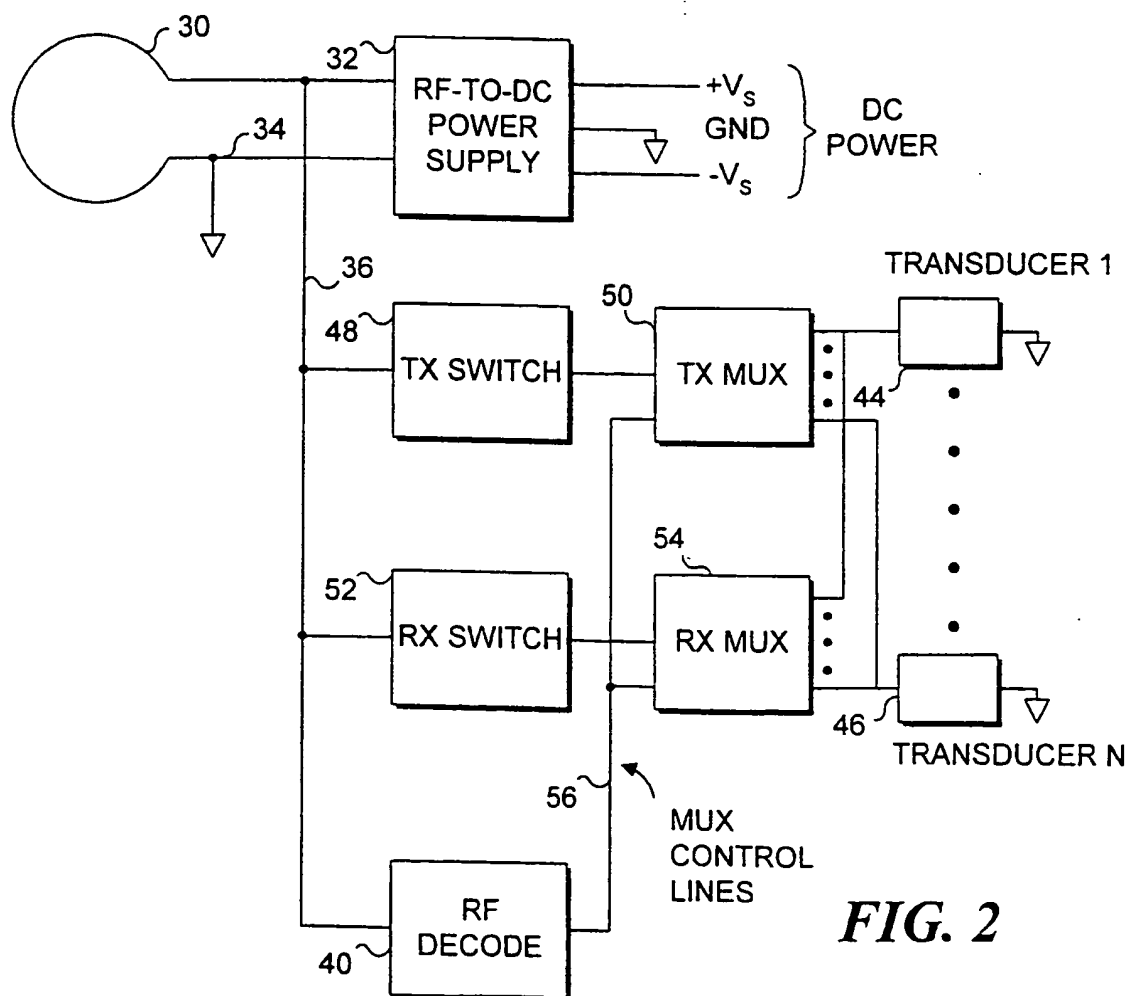 30
32
RF-TO-DC
POWER
SUPPLY
+VS
GND
-VS
DC
POWER
34
36
TRANSDUCER 1
48
TX SWITCH
50
TX MUX
44
52
RX SWITCH
54
RX MUX
46
TRANSDUCER N
56
MUX
CONTROL
LINES
RF
DECODE
40
FIG. 2